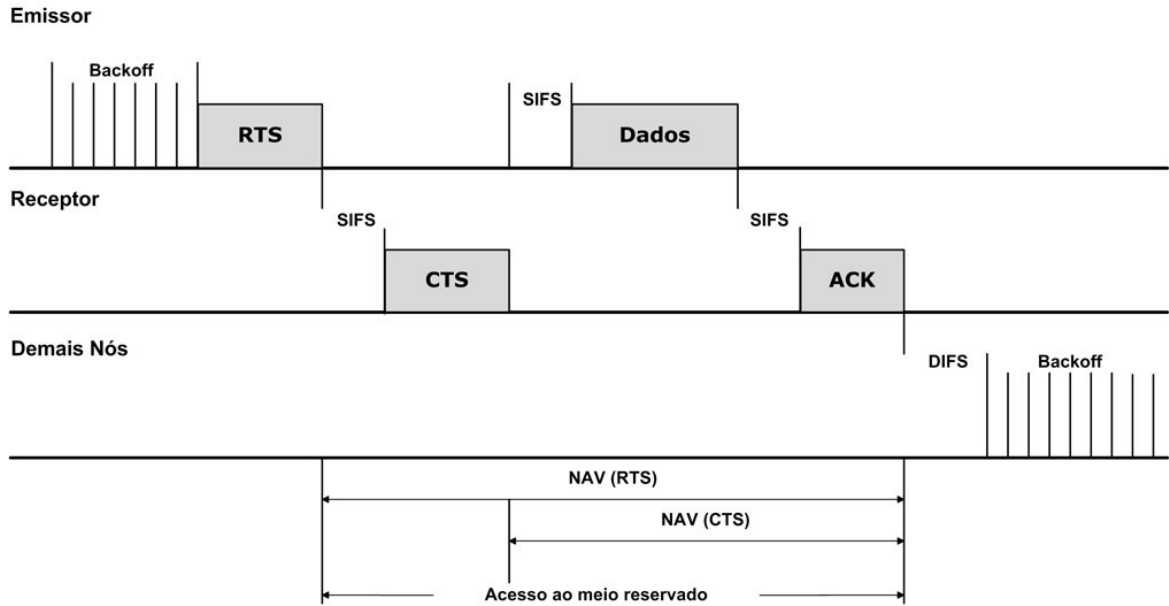 Emissor
Backoff
SIFS
RTS
Dados
Receptor
SIFS
SIFS
CTS
ACK
Demais Nós
DIFS
Backoff
NAV (RTS)
NAV (CTS)
Acesso ao meio reservado